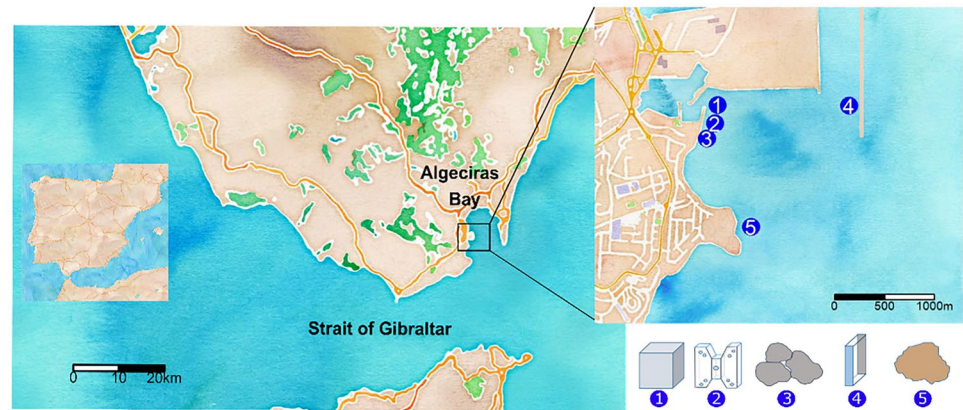 Algeciras
Bay
Strait of Gibraltar
0 10 20km
1
2
3
4
5
0 500 1000m
1 2 3 4 5